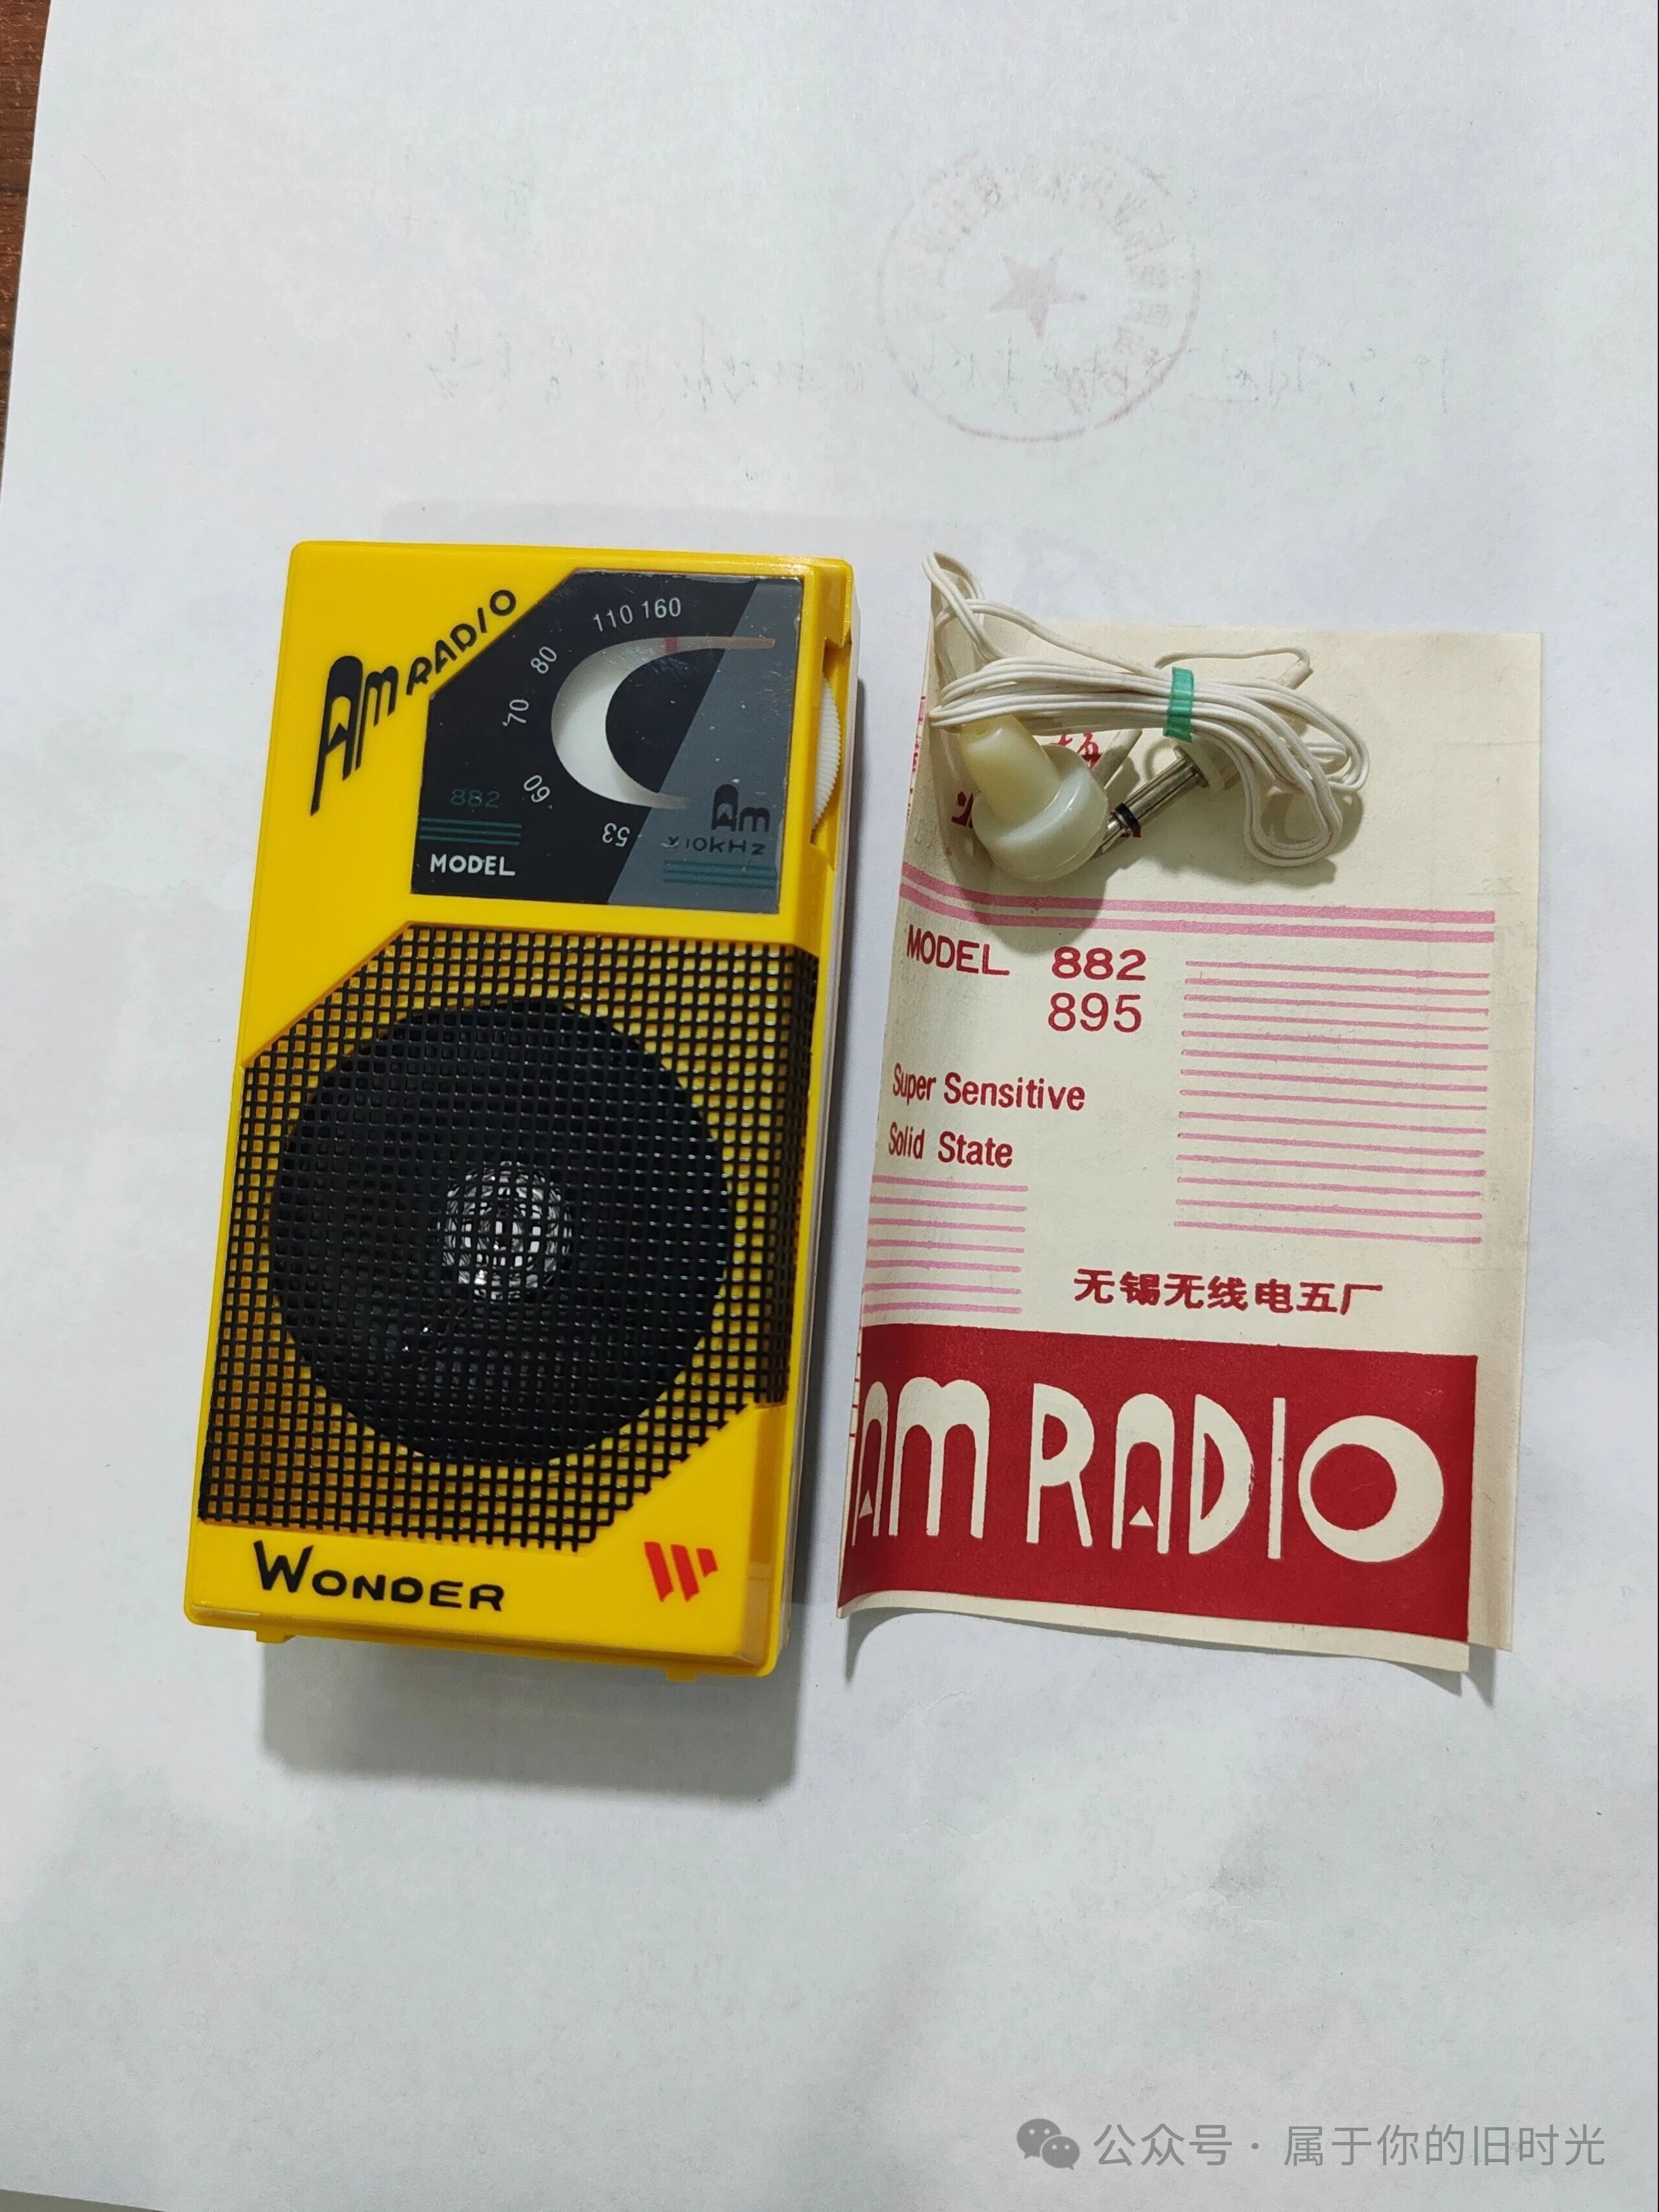 AM RADIO
110 160
80
70
60
53
882
MODEL
AM
X10KHZ
WONDER
MODEL 882
895
Super Sensitive
Solid State
无锡无线电五厂
AM RADIO
公众号·属于你的旧时光